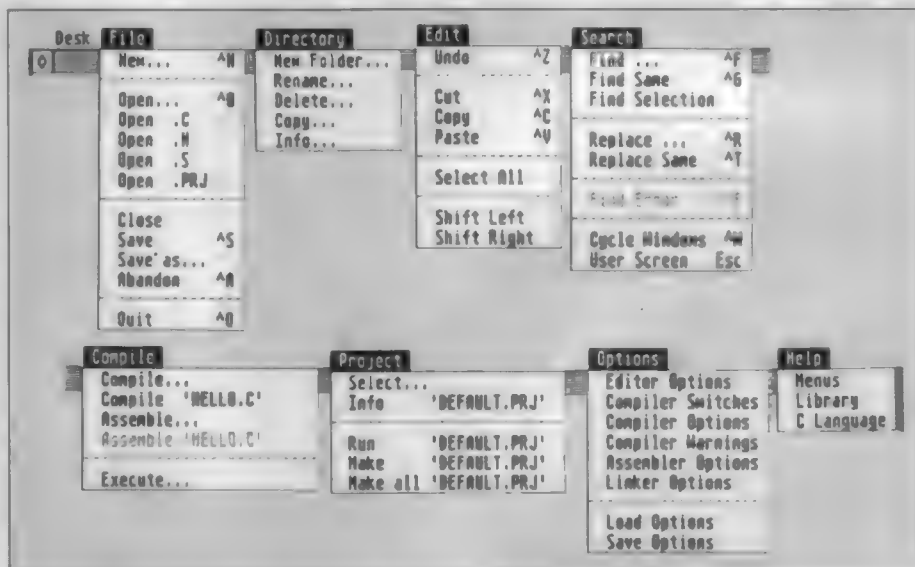 Desk
File
New... ^N
Open... ^O
Open .C
Open .H
Open .S
Open .PRJ
Close
Save ^S
Save as...
Abandon ^A
Quit ^Q
Directory
New Folder...
Rename...
Delete...
Copy...
Info...
Edit
Undo ^Z
Cut ^X
Copy ^C
Paste ^V
Select All
Shift Left
Shift Right
Search
Find ... ^F
Find Same ^G
Find Selection
Replace ... ^R
Replace Same ^T
Find Error
Cycle Windows ^W
User Screen Esc
Compile
Compile...
Compile 'HELLO.C'
Assemble...
Assemble 'HELLO.C'
Execute...
Project
Select...
Info 'DEFAULT.PRJ'
Run 'DEFAULT.PRJ'
Make 'DEFAULT.PRJ'
Make all 'DEFAULT.PRJ'
Options
Editor Options
Compiler Switches
Compiler Options
Compiler Warnings
Assembler Options
Linker Options
Load Options
Save Options
Help
Menus
Library
C Language